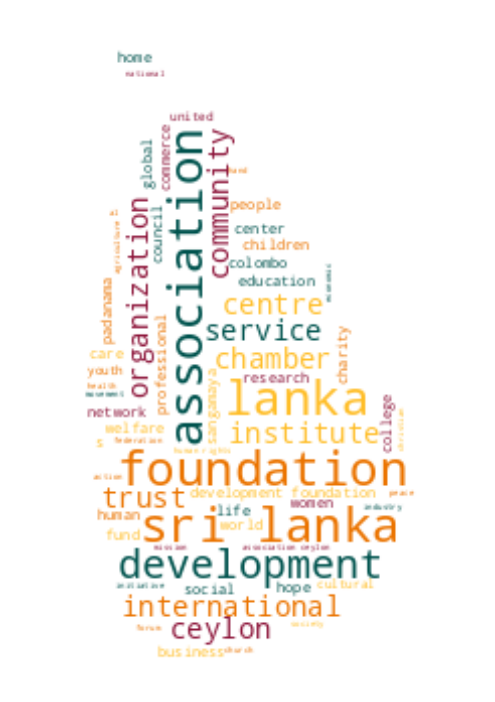 home
national
united
association
community
commerce
global
people
council
organization
center
children
colombo
education
economic
agriculture
al
padanama
centre
service
professional
chamber
charity
care
youth
health
movement
research
sangamaya
lanka
network
college
christian
welfare
institute
s
federation
human rights
foundation
action
trust
development foundation
peace
women
industry
human
life
sri lanka
world
fund
mission
association ceylon
development
initiative
social
hope
cultural
international
forum
ceylon
society
business
church